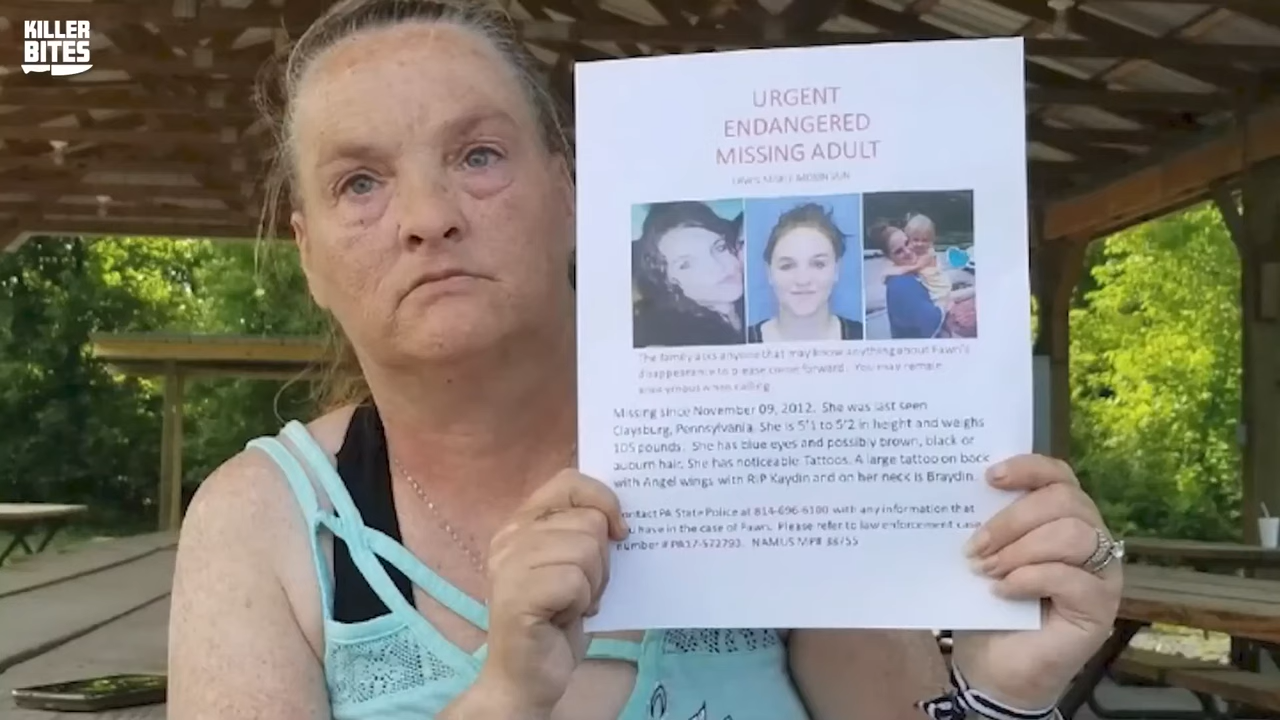 KILLER
BITES
URGENT
ENDANGERED
MISSING ADULT
The family asks anyone that may know anything about Fawn's
disappearance to please come forward. You may remain
anonymous when calling.
Missing since November 09, 2012. She was last seen
Claysburg, Pennsylvania. She is 5'1 to 5'2 in height and weighs
105 pounds. She has blue eyes and possibly brown, black or
auburn hair. She has noticeable Tattoos. A large tattoo on back
with Angel wings with RIP Kaydin and on her neck is Braydin.
ontact PA State Police at 814-696-6100 with any information that
u have in the case of Fawn. Please refer to law enforcement case
number # PA17-572793. NAMUS MP# 38755